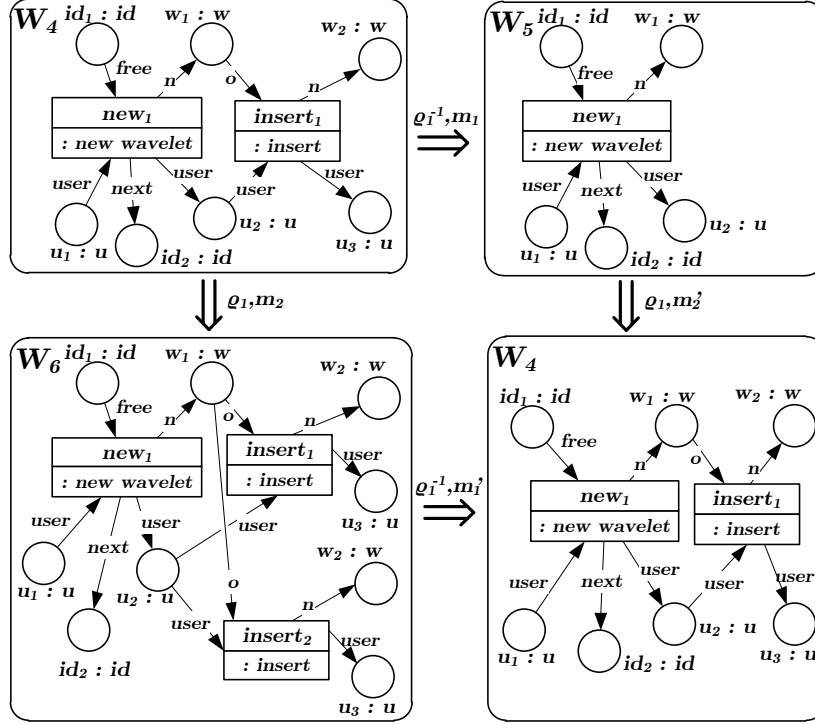 W₄
id₁ : id
w₁ : w
w₂ : w
free
n
o
n
new₁
: new wavelet
insert₁
: insert
user
next
user
user
user
u₁ : u
id₂ : id
u₂ : u
u₃ : u
ϱ₁⁻¹,m₁
W₅
id₁ : id
w₁ : w
free
n
new₁
: new wavelet
user
next
user
u₁ : u
id₂ : id
u₂ : u
ϱ₁,m₂
ϱ₁,m₂'
W₆
id₁ : id
w₁ : w
w₂ : w
free
n
o
n
new₁
: new wavelet
insert₁
: insert
user
user
next
user
user
u₃ : u
u₁ : u
u₂ : u
w₂ : w
o
n
user
insert₂
: insert
user
id₂ : id
u₃ : u
ϱ₁⁻¹,m₁'
W₄
id₁ : id
w₁ : w
w₂ : w
free
n
o
n
new₁
: new wavelet
insert₁
: insert
user
next
user
user
user
u₁ : u
id₂ : id
u₂ : u
u₃ : u